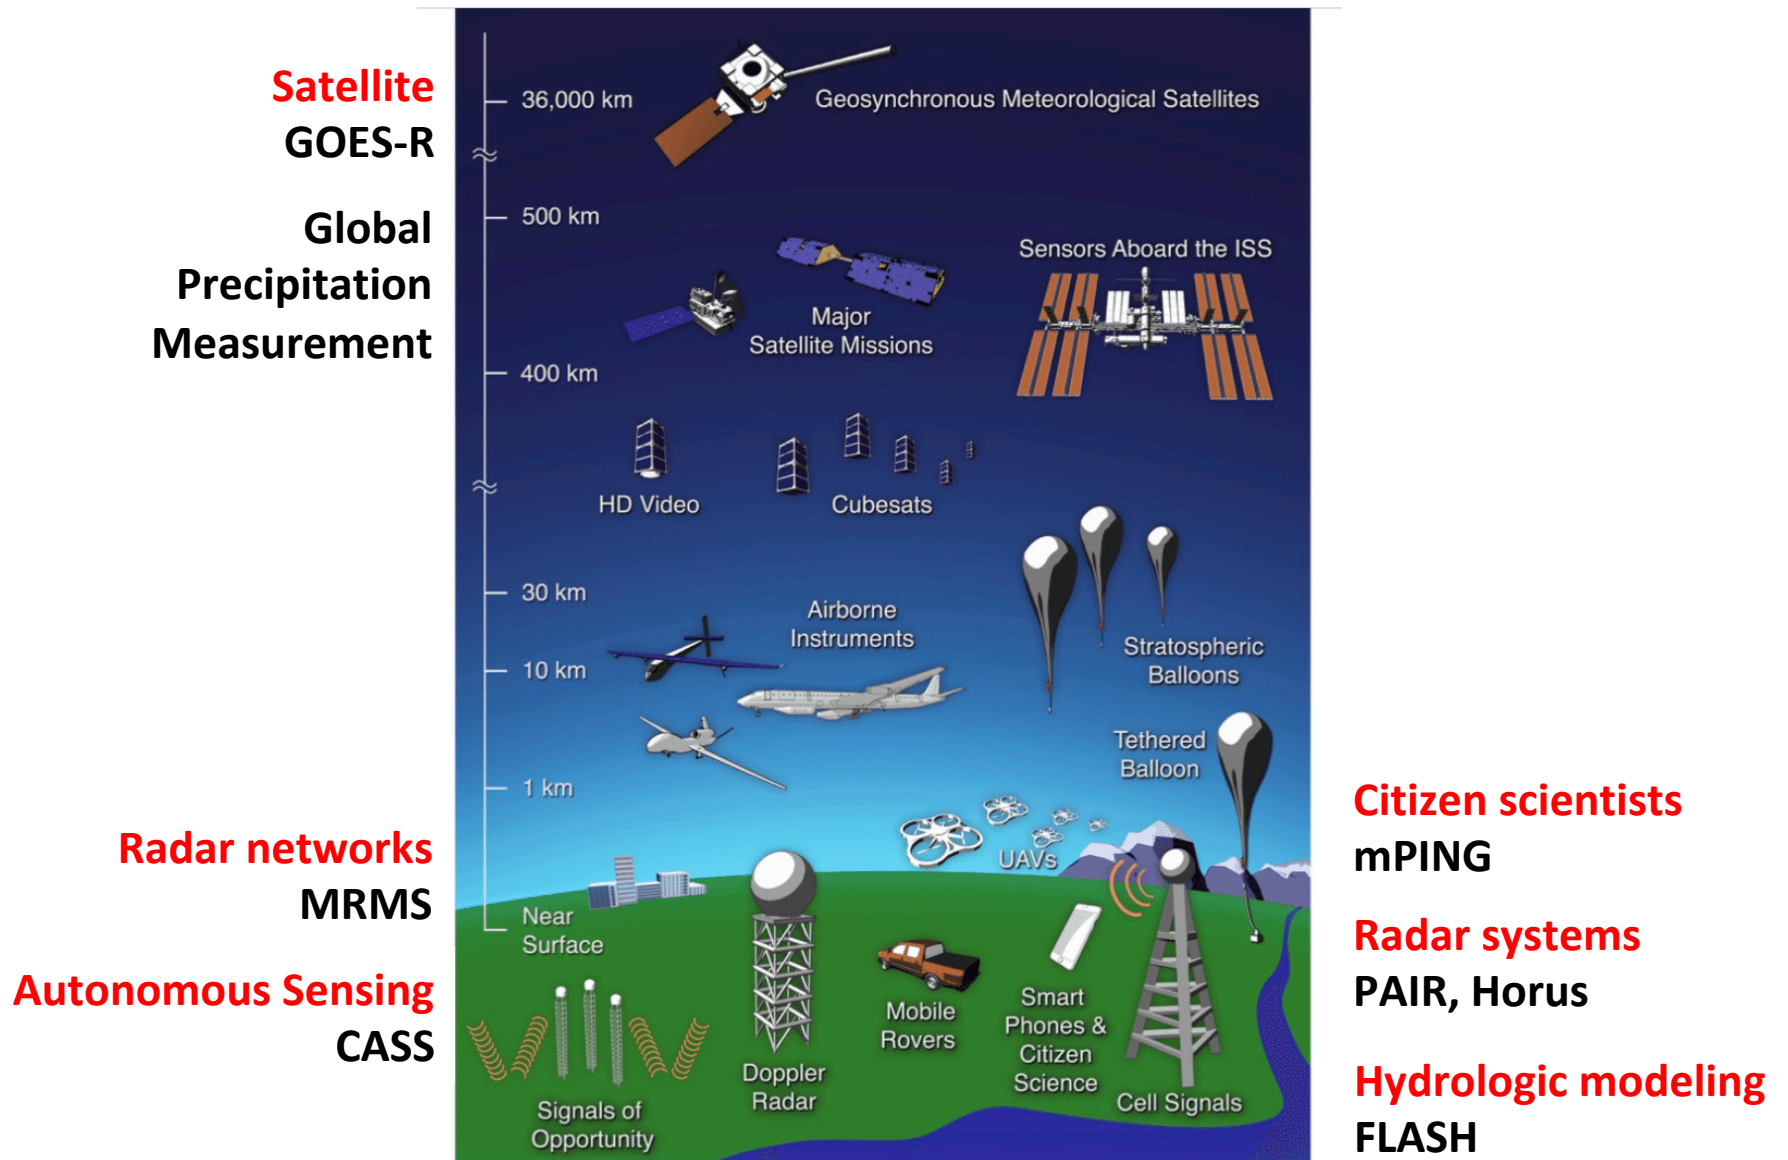 Satellite
GOES-R
Global
Precipitation
Measurement
Radar networks
MRMS
Autonomous Sensing
CASS
36,000 km
Geosynchronous Meteorological Satellites
500 km
Sensors Aboard the ISS
Major
Satellite Missions
400 km
HD Video
Cubesats
30 km
Airborne
Instruments
Stratospheric
Balloons
10 km
Tethered
Balloon
1 km
UAVs
Near
Surface
Mobile
Rovers
Smart
Phones &
Citizen
Science
Doppler
Radar
Cell Signals
Signals of
Opportunity
Citizen scientists
mPING
Radar systems
PAIR, Horus
Hydrologic modeling
FLASH